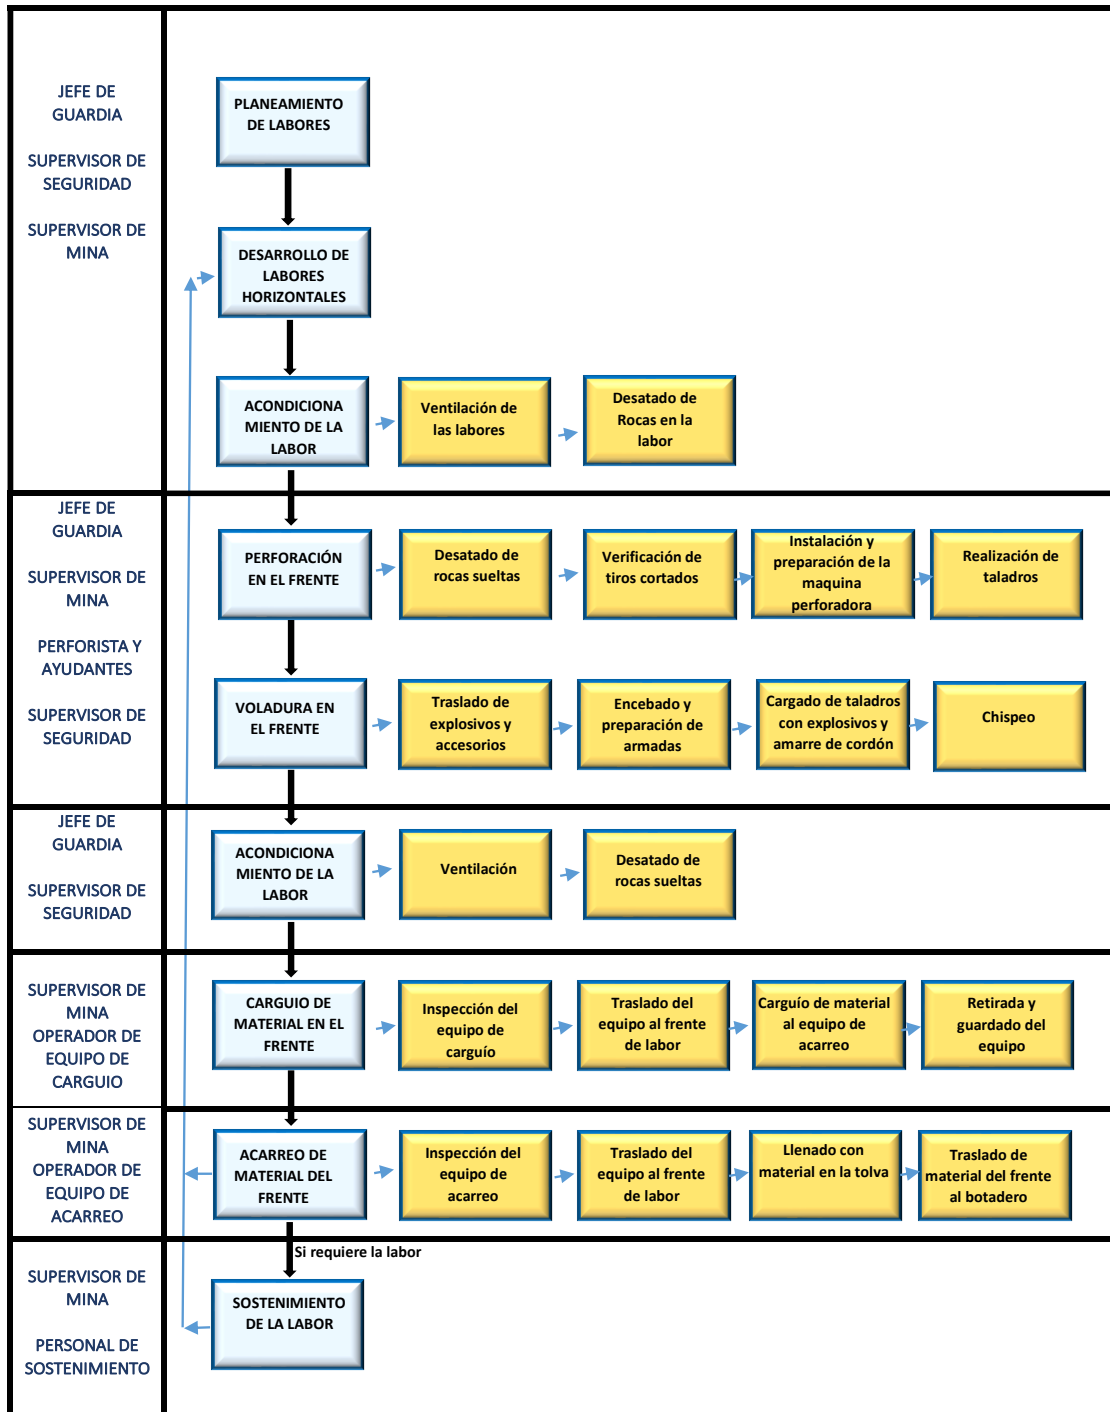 JEFE DE
GUARDIA
SUPERVISOR DE
SEGURIDAD
SUPERVISOR DE
MINA
PLANEAMIENTO
DE LABORES
DESARROLLO DE
LABORES
HORIZONTALES
ACONDICIONA
MIENTO DE LA
LABOR
Ventilación de
las labores
Desatado de
Rocas en la
labor
JEFE DE
GUARDIA
SUPERVISOR DE
MINA
PERFORISTA Y
AYUDANTES
SUPERVISOR DE
SEGURIDAD
PERFORACIÓN
EN EL FRENTE
Desatado de
rocas sueltas
Verificación de
tiros cortados
Instalación y
preparación de la
maquina
perforadora
Realización de
taladros
VOLADURA EN
EL FRENTE
Traslado de
explosivos y
accesorios
Encebado y
preparación de
armadas
Cargado de taladros
con explosivos y
amarre de cordón
Chispeo
JEFE DE
GUARDIA
SUPERVISOR DE
SEGURIDAD
ACONDICIONA
MIENTO DE LA
LABOR
Ventilación
Desatado de
rocas sueltas
SUPERVISOR DE
MINA
OPERADOR DE
EQUIPO DE
CARGUIO
CARGUIO DE
MATERIAL EN EL
FRENTE
Inspección del
equipo de
carguío
Traslado del
equipo al frente
de labor
Carguío de material
al equipo de
acarreo
Retirada y
guardado del
equipo
SUPERVISOR DE
MINA
OPERADOR DE
EQUIPO DE
ACARREO
ACARREO DE
MATERIAL DEL
FRENTE
Inspección del
equipo de
acarreo
Traslado del
equipo al frente
de labor
Llenado con
material en la tolva
Traslado de
material del frente
al botadero
Si requiere la labor
SUPERVISOR DE
MINA
PERSONAL DE
SOSTENIMIENTO
SOSTENIMIENTO
DE LA LABOR